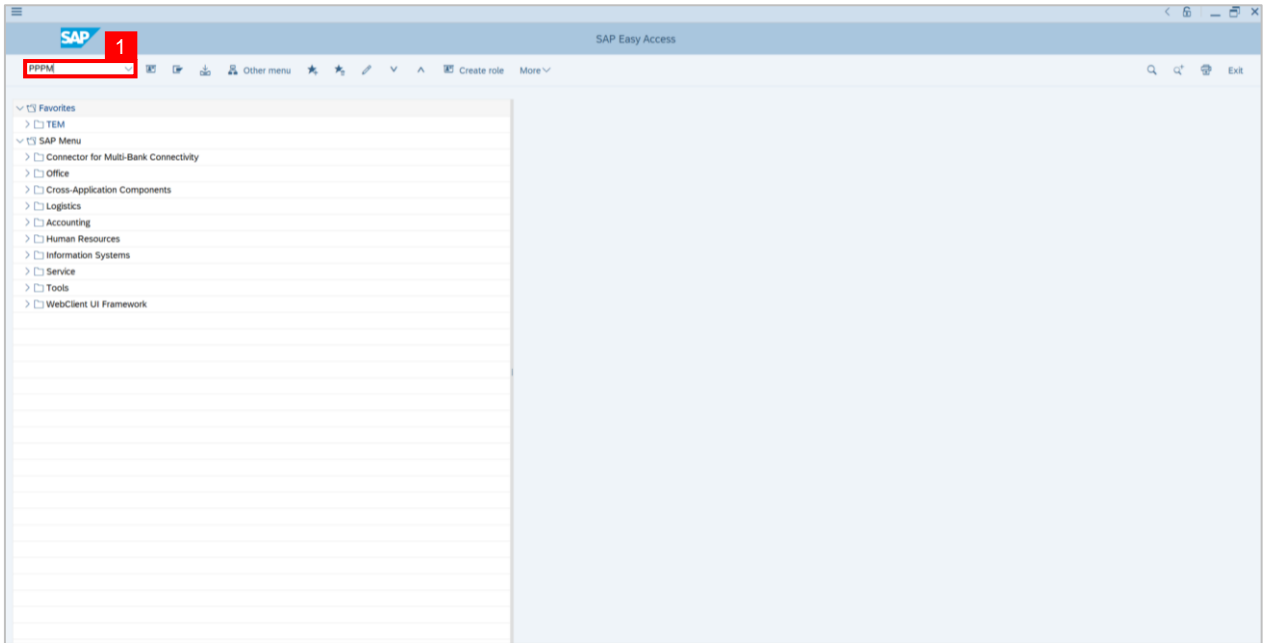 SAP
1
SAP Easy Access
PPPM
Other menu
Create role
More
Exit
Favorites
TEM
SAP Menu
Connector for Multi-Bank Connectivity
Office
Cross-Application Components
Logistics
Accounting
Human Resources
Information Systems
Service
Tools
WebClient UI Framework